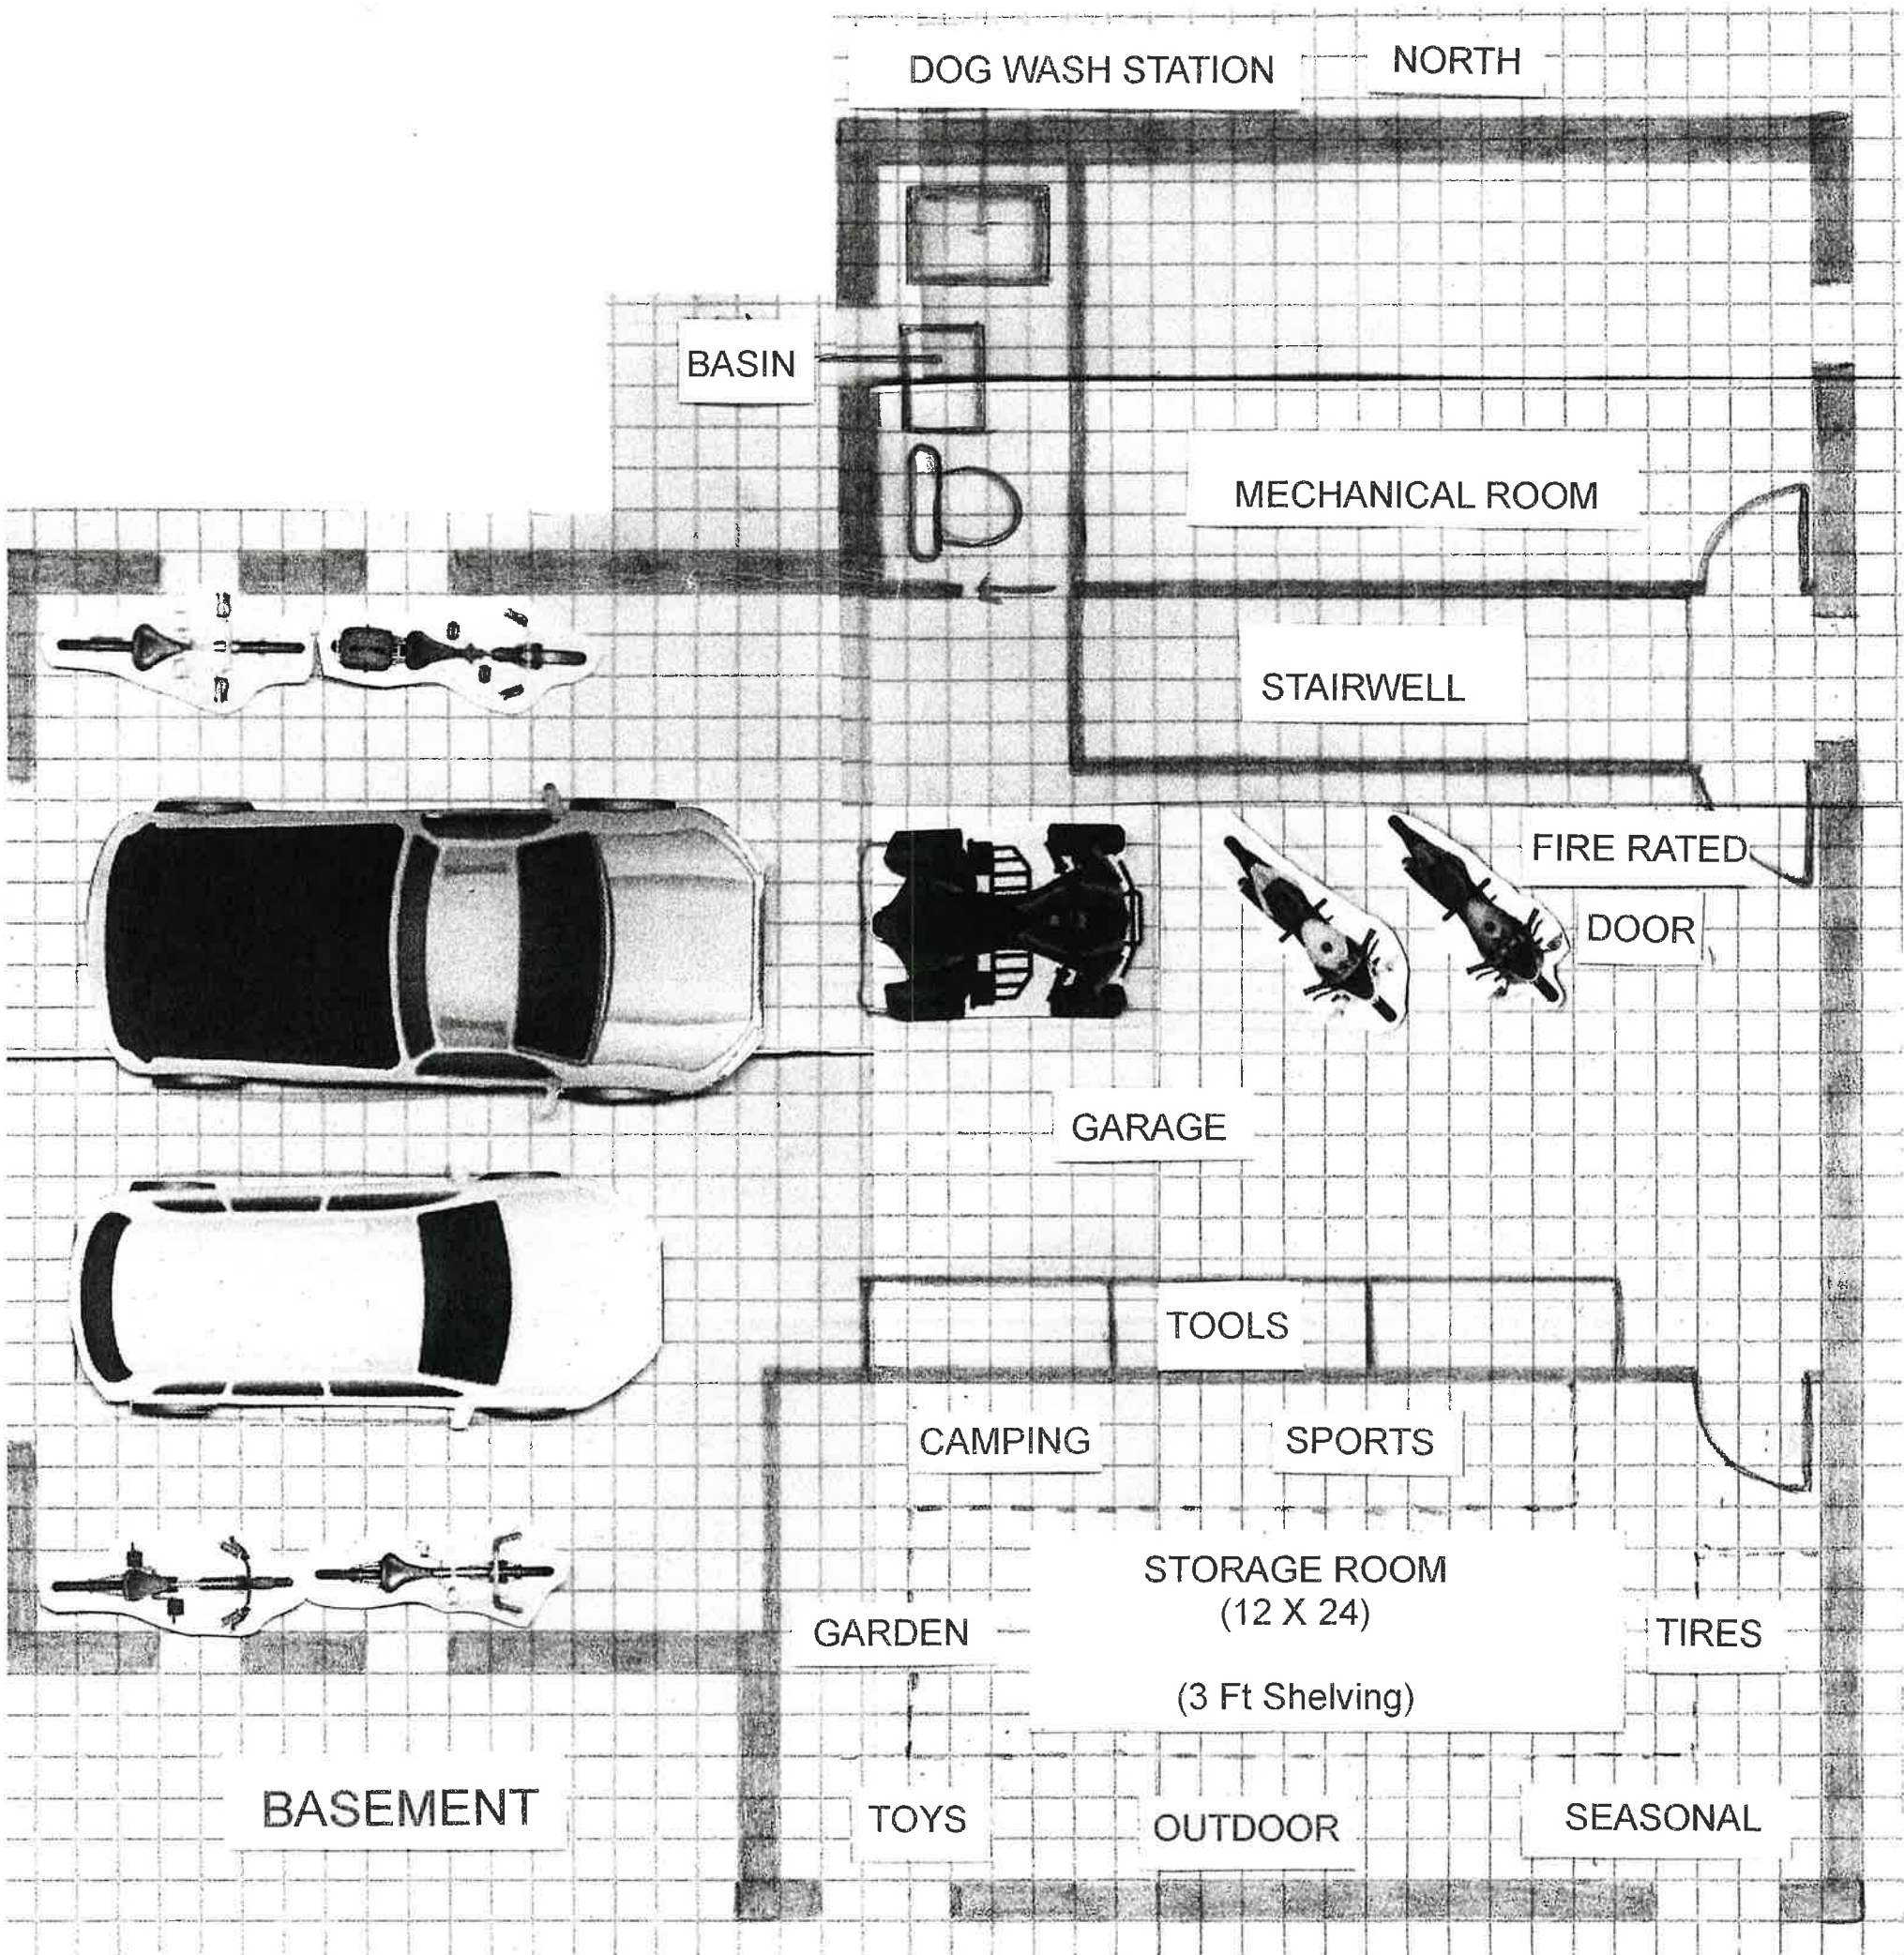 DOG WASH STATION
NORTH
BASIN
MECHANICAL ROOM
STAIRWELL
FIRE RATED
DOOR
GARAGE
TOOLS
CAMPING
SPORTS
STORAGE ROOM
(12 X 24)
GARDEN
TIRES
(3 Ft Shelving)
BASEMENT
TOYS
OUTDOOR
SEASONAL